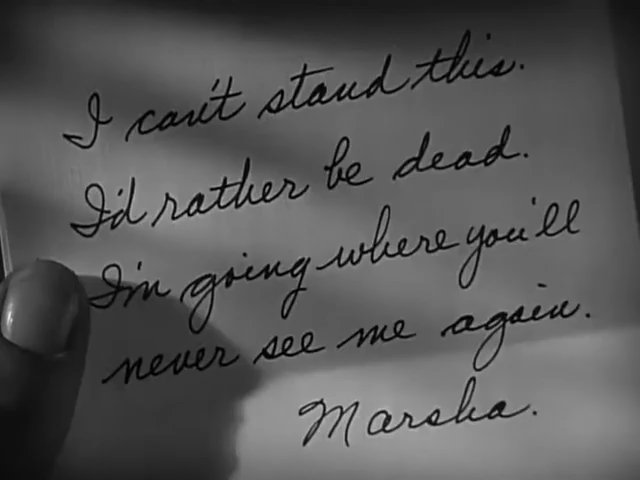 I can't stand this.
I'd rather be dead.
I'm going where you'll
never see me again.
Marsha.